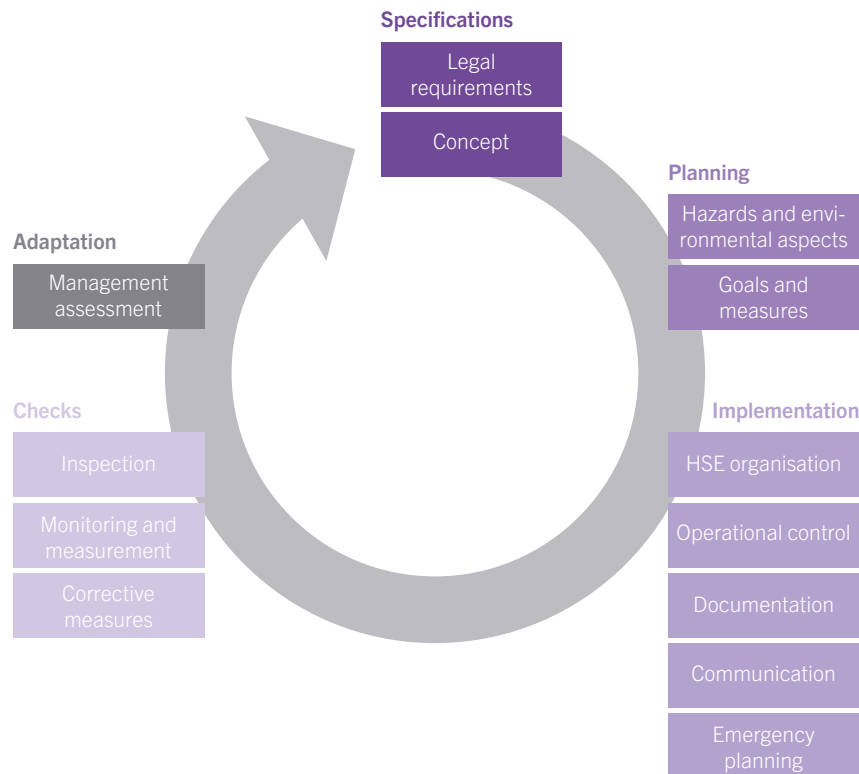 Specifications
Legal
requirements
Concept
Planning
Hazards and envi-
ronmental aspects
Goals and
measures
Implementation
HSE organisation
Operational control
Documentation
Communication
Emergency
planning
Checks
Inspection
Monitoring and
measurement
Corrective
measures
Adaptation
Management
assessment